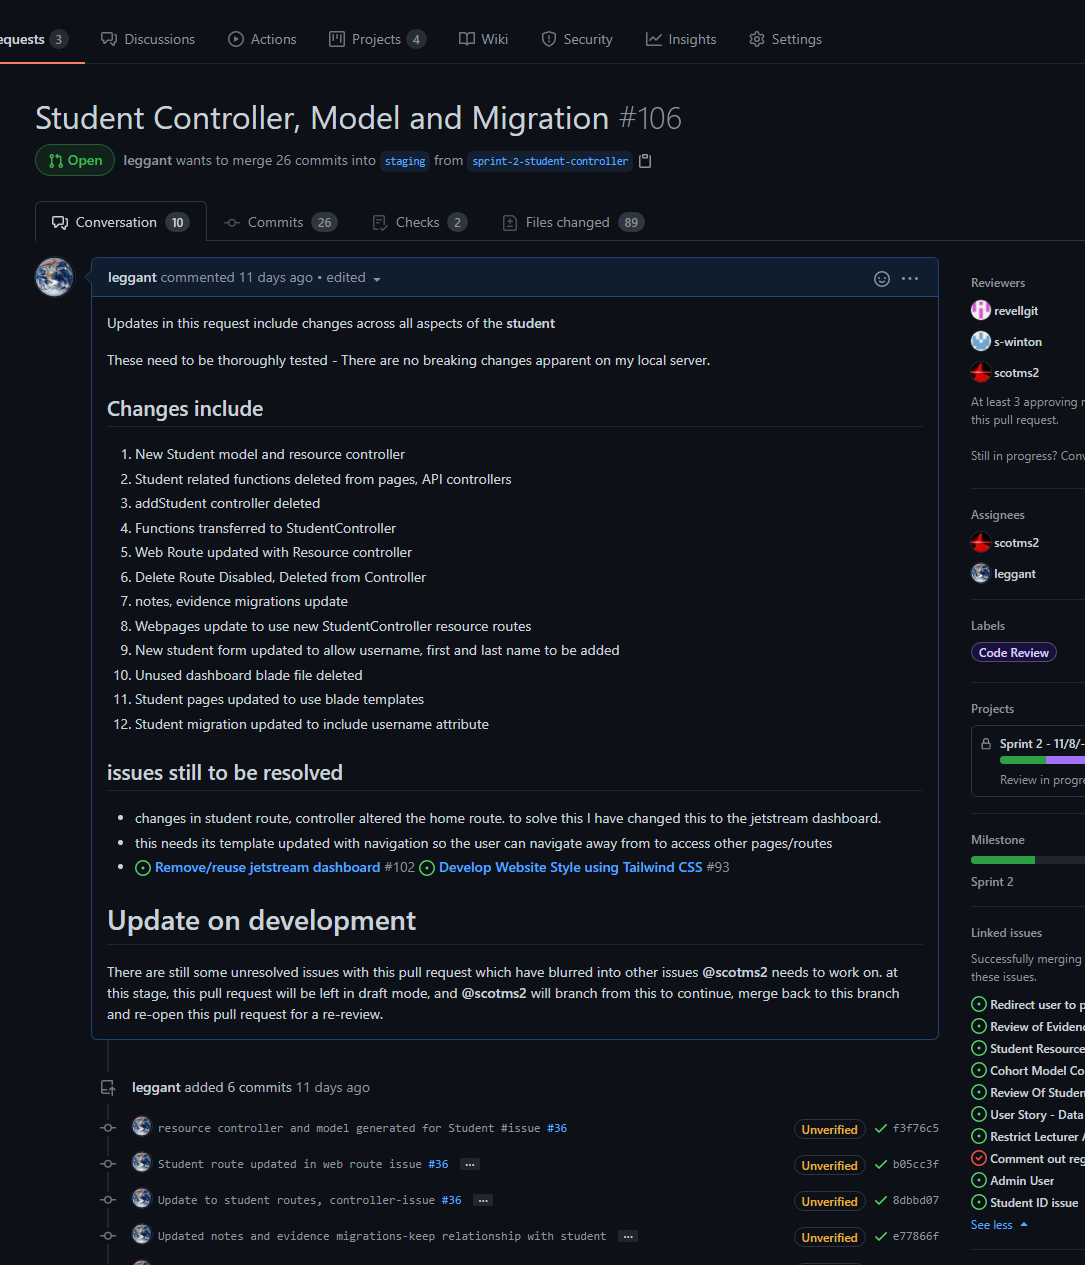 equests 3 Discussions Actions Projects 4 Wiki Security Insights Settings
Student Controller, Model and Migration #106
Open leggant wants to merge 26 commits into staging from sprint-2-student-controller
Conversation 10 Commits 26 Checks 2 Files changed 89
leggant commented 11 days ago • edited
Updates in this request include changes across all aspects of the student
These need to be thoroughly tested - There are no breaking changes apparent on my local server.
Changes include
1. New Student model and resource controller
2. Student related functions deleted from pages, API controllers
3. addStudent controller deleted
4. Functions transferred to StudentController
5. Web Route updated with Resource controller
6. Delete Route Disabled, Deleted from Controller
7. notes, evidence migrations update
8. Webpages update to use new StudentController resource routes
9. New student form updated to allow username, first and last name to be added
10. Unused dashboard blade file deleted
11. Student pages updated to use blade templates
12. Student migration updated to include username attribute
issues still to be resolved
• changes in student route, controller altered the home route. to solve this I have changed this to the jetstream dashboard.
• this needs its template updated with navigation so the user can navigate away from to access other pages/routes
• Remove/reuse jetstream dashboard #102 Develop Website Style using Tailwind CSS #93
Update on development
There are still some unresolved issues with this pull request which have blurred into other issues @scotms2 needs to work on. at
this stage, this pull request will be left in draft mode, and @scotms2 will branch from this to continue, merge back to this branch
and re-open this pull request for a re-review.
leggant added 6 commits 11 days ago
resource controller and model generated for Student #issue #36 Unverified f3f76c5
Student route updated in web route issue #36 ... Unverified b05cc3f
Update to student routes, controller-issue #36 ... Unverified 8dbbd07
Updated notes and evidence migrations-keep relationship with student ... Unverified e77866f
Reviewers
revellgit
s-winton
scotms2
At least 3 approving r
this pull request.
Still in progress? Conv
Assignees
scotms2
leggant
Labels
Code Review
Projects
Sprint 2 - 11/8/-
Review in progre
Milestone
Sprint 2
Linked issues
Successfully merging
these issues.
Redirect user to p
Review of Evidenc
Student Resource
Cohort Model Co
Review Of Studen
User Story - Data
Restrict Lecturer A
Comment out reg
Admin User
Student ID issue
See less